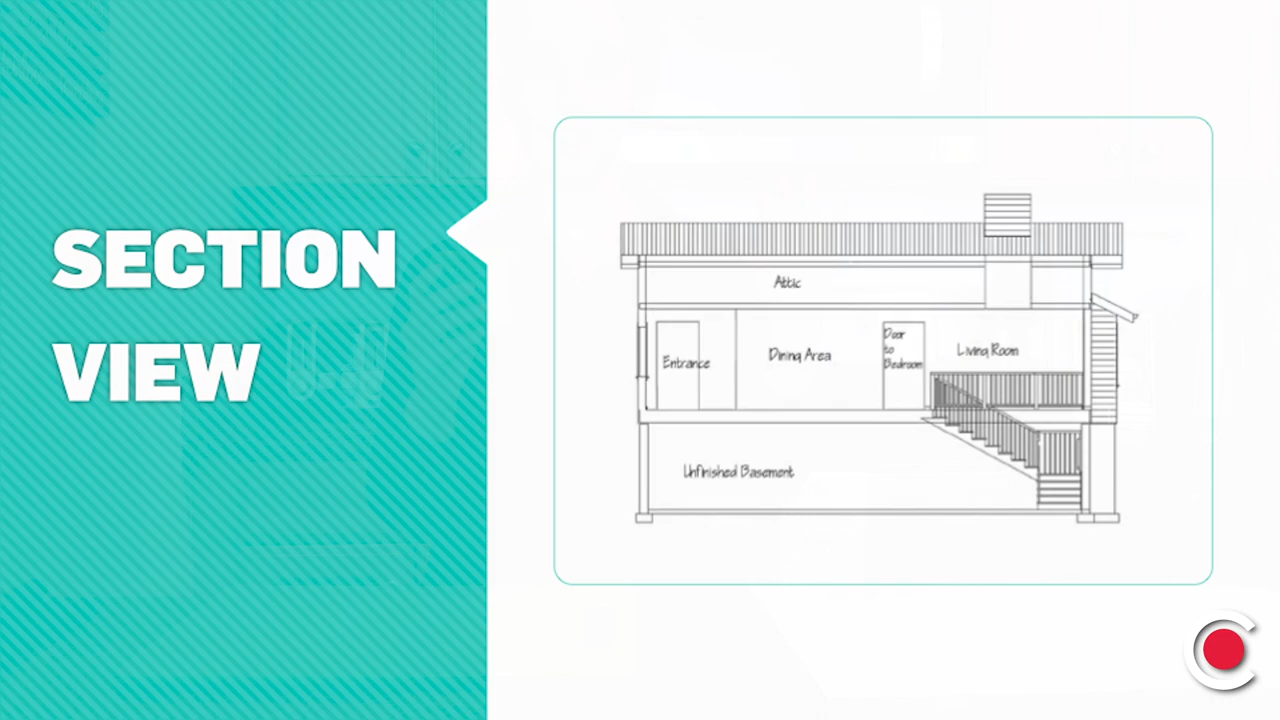 SECTION
VIEW
Attic
Entrance
Dining Area
Door
to
Bedroom
Living Room
Unfinished Basement